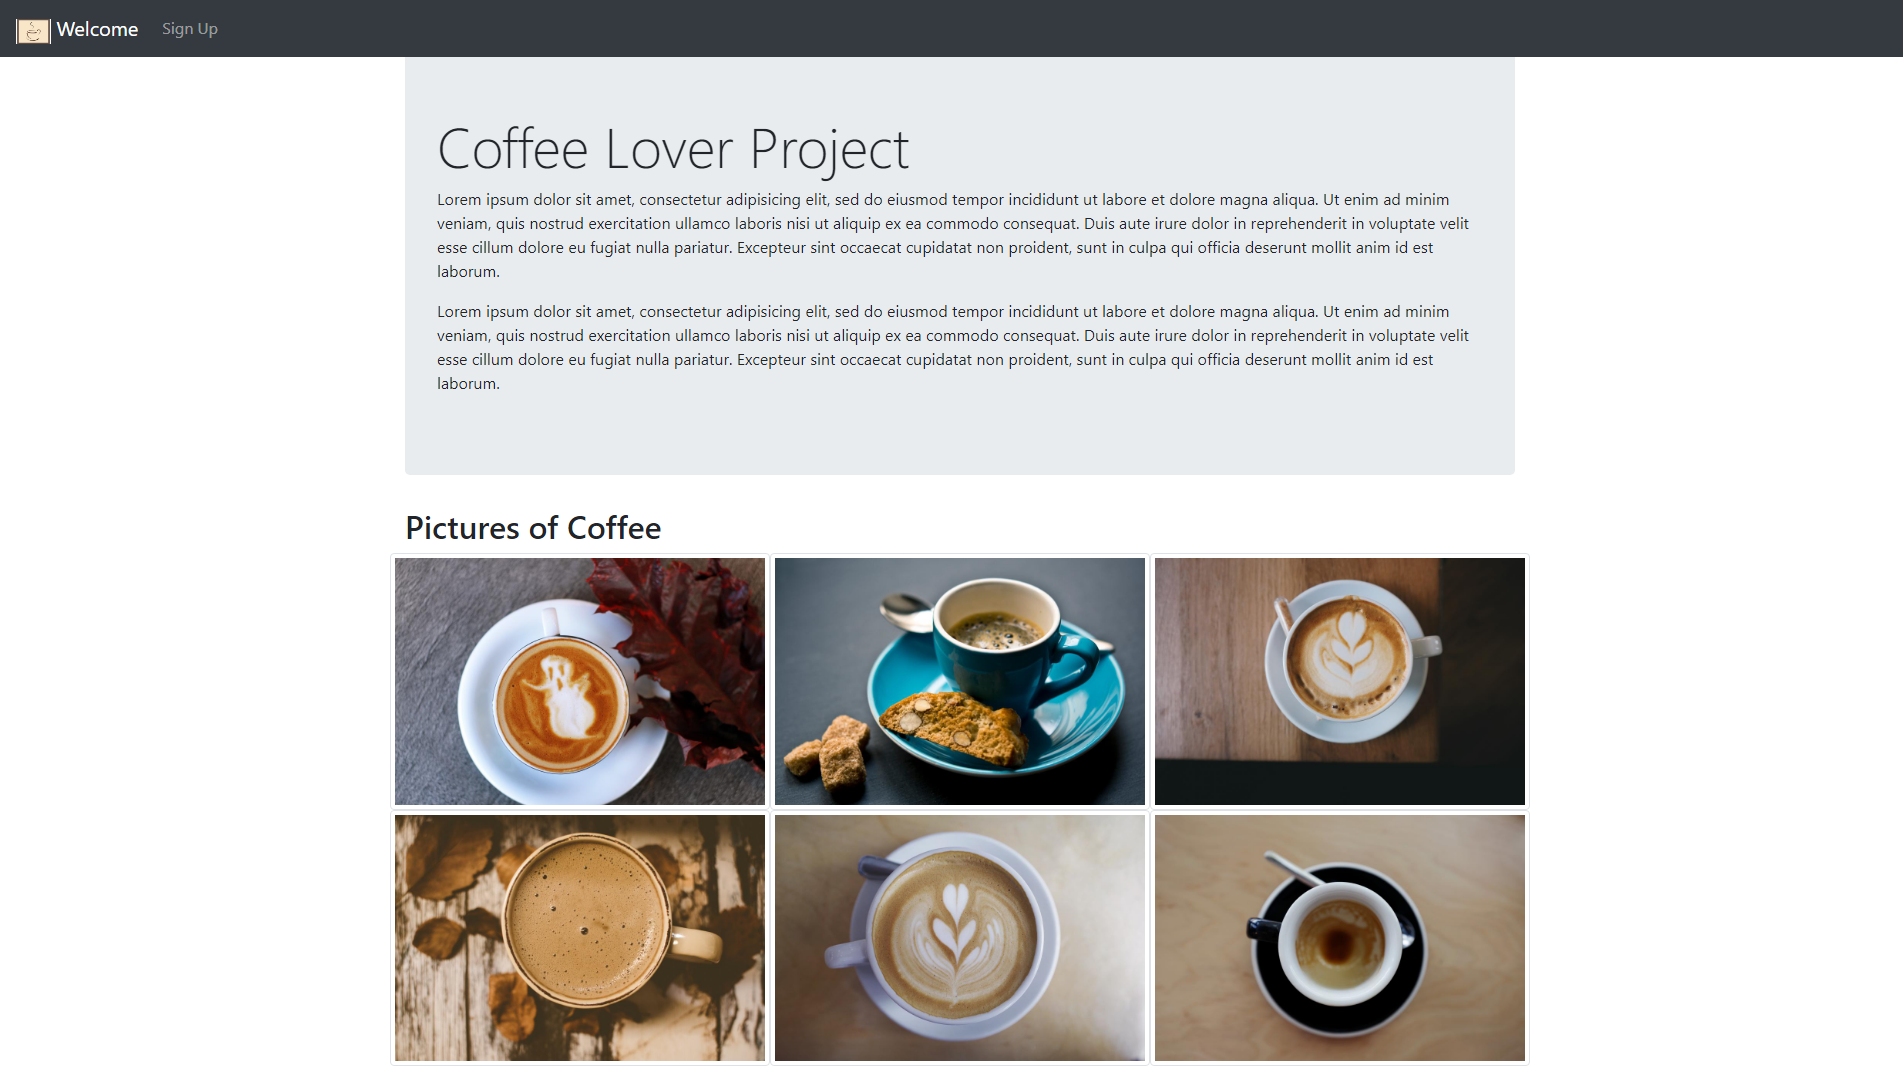 Welcome Sign Up
Coffee Lover Project
Lorem ipsum dolor sit amet, consectetur adipisicing elit, sed do eiusmod tempor incididunt ut labore et dolore magna aliqua. Ut enim ad minim
veniam, quis nostrud exercitation ullamco laboris nisi ut aliquip ex ea commodo consequat. Duis aute irure dolor in reprehenderit in voluptate velit
esse cillum dolore eu fugiat nulla pariatur. Excepteur sint occaecat cupidatat non proident, sunt in culpa qui officia deserunt mollit anim id est
laborum.
Lorem ipsum dolor sit amet, consectetur adipisicing elit, sed do eiusmod tempor incididunt ut labore et dolore magna aliqua. Ut enim ad minim
veniam, quis nostrud exercitation ullamco laboris nisi ut aliquip ex ea commodo consequat. Duis aute irure dolor in reprehenderit in voluptate velit
esse cillum dolore eu fugiat nulla pariatur. Excepteur sint occaecat cupidatat non proident, sunt in culpa qui officia deserunt mollit anim id est
laborum.
Pictures of Coffee